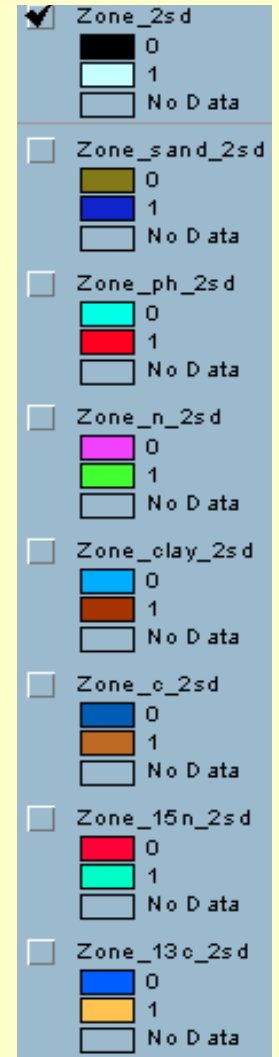 Zone_2sd
0
1
No Data
Zone_sand_2sd
0
1
No Data
Zone_ph_2sd
0
1
No Data
Zone_n_2sd
0
1
No Data
Zone_clay_2sd
0
1
No Data
Zone_c_2sd
0
1
No Data
Zone_15n_2sd
0
1
No Data
Zone_13c_2sd
0
1
No Data